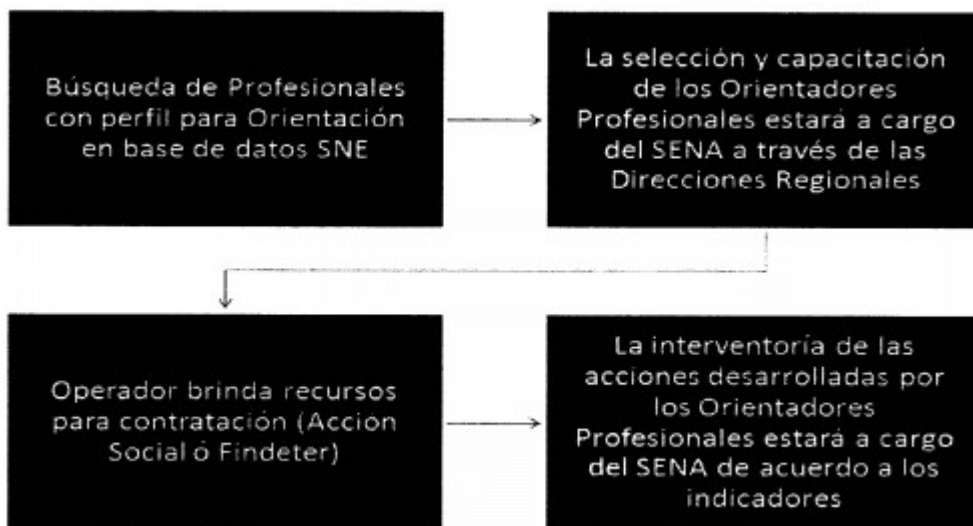 Búsqueda de Profesionales
con perfil para Orientación
en base de datos SNE
La selección y capacitación
de los Orientadores
Profesionales estará a cargo
del SENA a través de las
Direcciones Regionales
Operador brinda recursos
para contratación (Acción
Social ó Findeter)
La interventoría de las
acciones desarrolladas por
los Orientadores
Profesionales estará a cargo
del SENA de acuerdo a los
indicadores